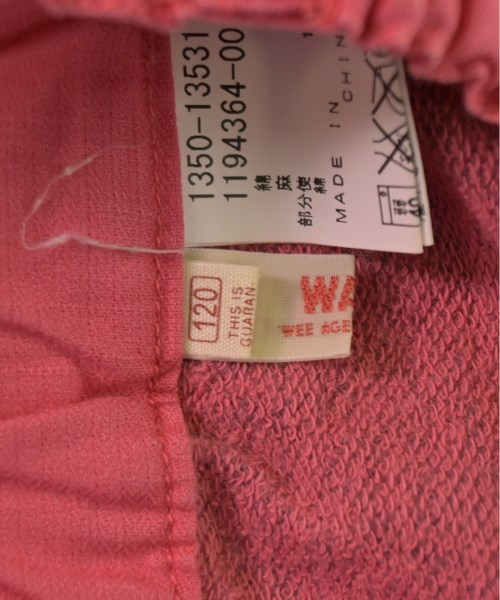 1350-13531
1194364-00
綿
麻
部分使
綿
MADE IN CHIN
120
THIS IS
GUARAN
WA
WEE AGE